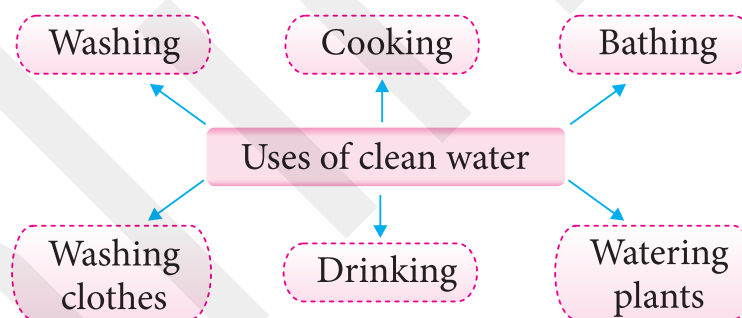 Washing
Cooking
Bathing
Uses of clean water
Washing
clothes
Drinking
Watering
plants